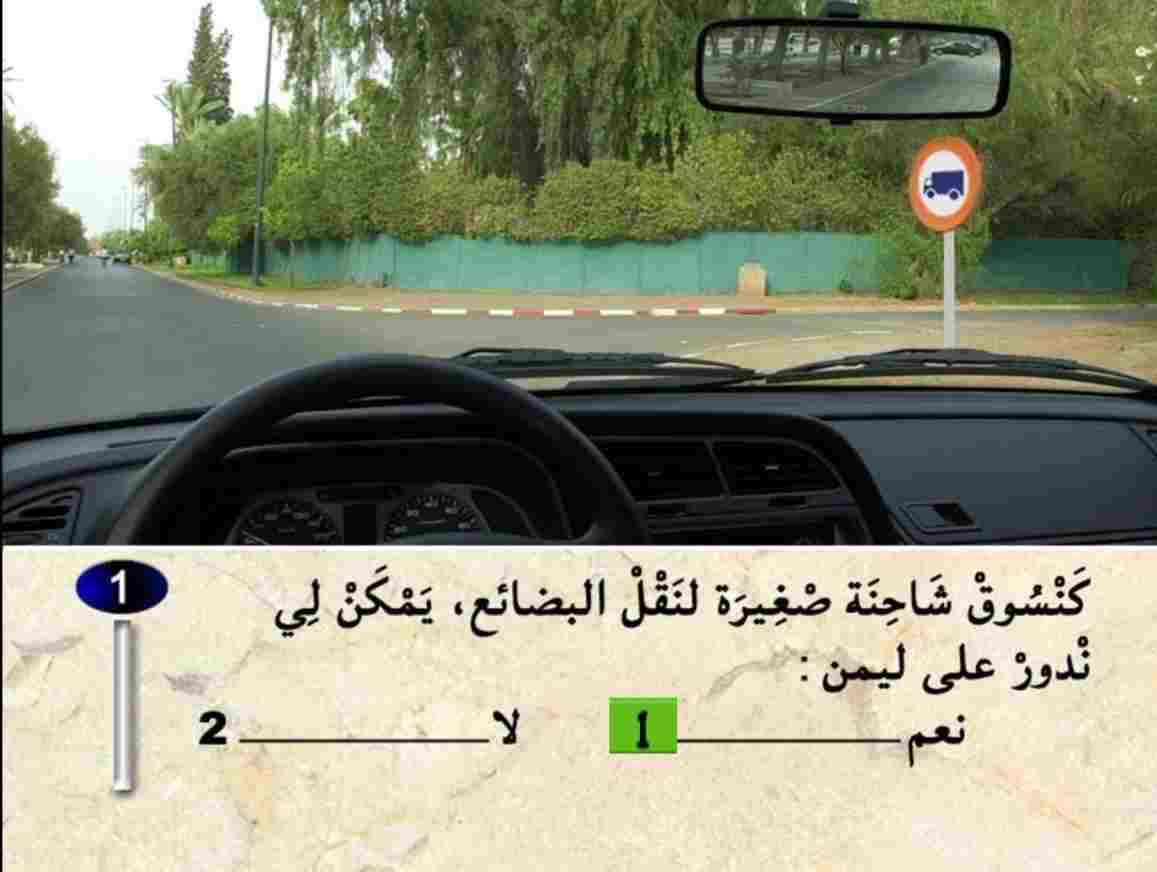 1
كَنْسُوقْ شَاحِنَة صْغِيرَة لنَقْلْ البضائع، يَمْكَنْ لِي
نْدورْ على ليمن :
نعم 1 لا 2